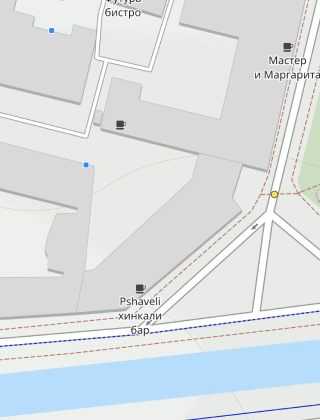 бистро
Мастер
и Маргарита
Pshaveli
хинкали
бар